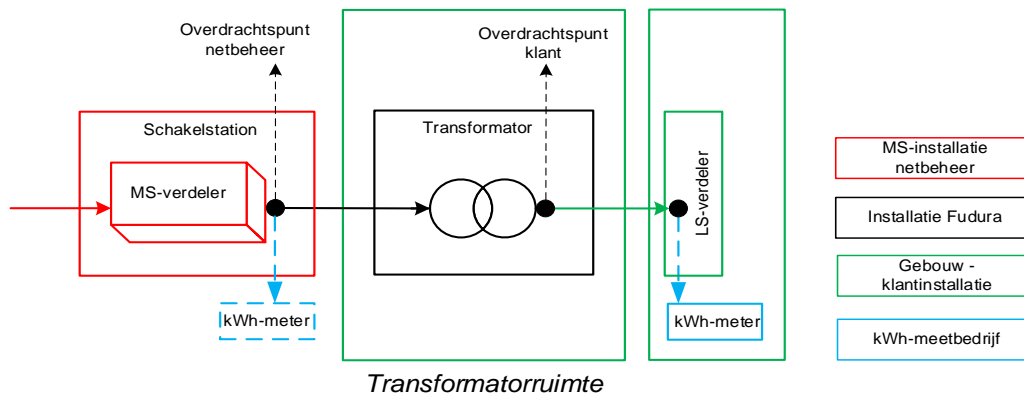 Overdrachtspunt
netbeheer
Overdrachtspunt
klant
Schakelstation
MS-verdeler
Transformator
LS-verdeler
kWh-meter
kWh-meter
Transformatorruimte
MS-installatie
netbeheer
Installatie Fudura
Gebouw -
klantinstallatie
kWh-meetbedrijf